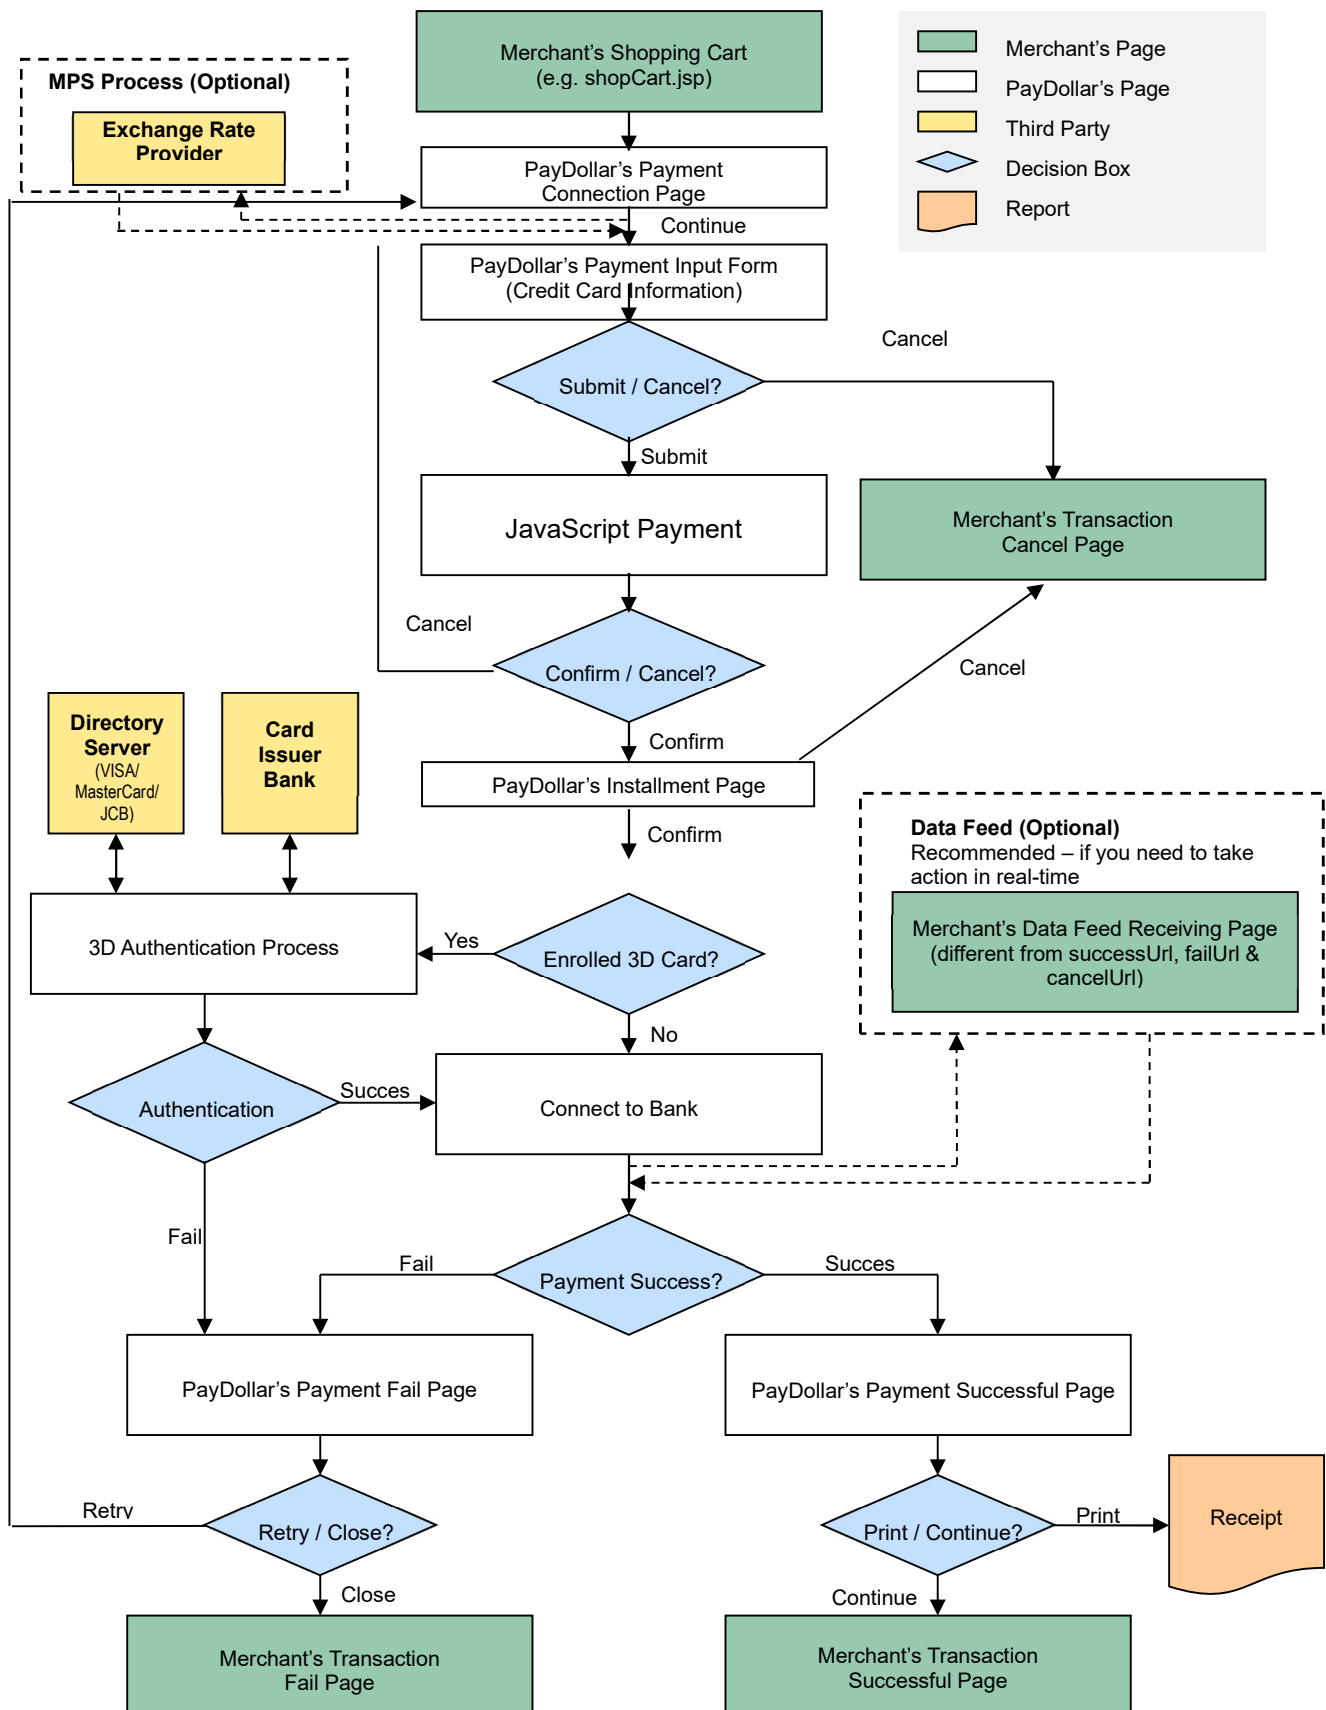 Merchant's Shopping Cart
(e.g. shopCart.jsp)
Merchant's Page
PayDollar's Page
Third Party
Decision Box
Report
MPS Process (Optional)
Exchange Rate
Provider
PayDollar's Payment
Connection Page
Continue
PayDollar's Payment Input Form
(Credit Card Information)
Cancel
Submit / Cancel?
Submit
JavaScript Payment
Merchant's Transaction
Cancel Page
Cancel
Confirm / Cancel?
Cancel
Confirm
Directory
Server
(VISA/
MasterCard/
JCB)
Card
Issuer
Bank
PayDollar's Installment Page
Confirm
Data Feed (Optional)
Recommended – if you need to take
action in real-time
Merchant's Data Feed Receiving Page
(different from successUrl, failUrl &
cancelUrl)
3D Authentication Process
Yes
Enrolled 3D Card?
No
Authentication
Succes
Connect to Bank
Fail
Fail
Payment Success?
Succes
PayDollar's Payment Fail Page
PayDollar's Payment Successful Page
Retry
Retry / Close?
Print / Continue?
Print
Receipt
Close
Continue
Merchant's Transaction
Fail Page
Merchant's Transaction
Successful Page